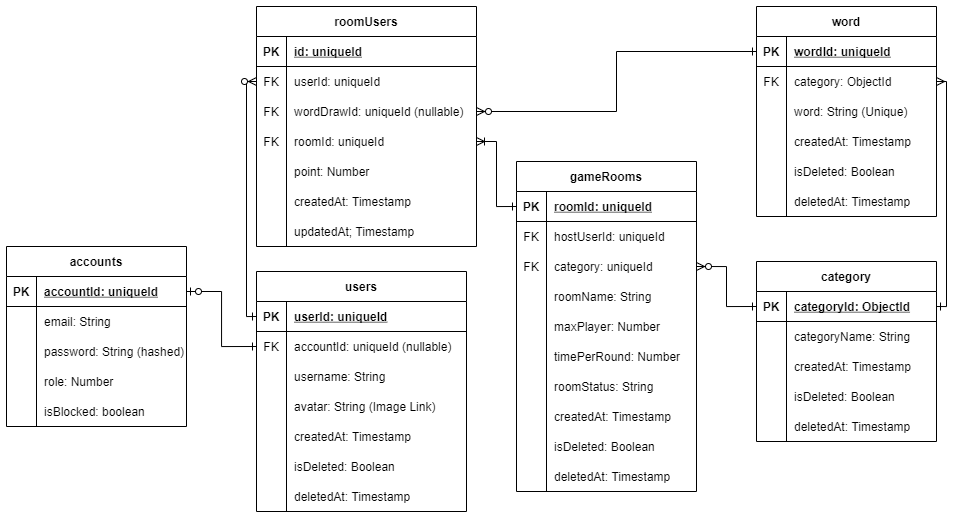 roomUsers
PK id: uniqueId
FK userId: uniqueId
FK wordDrawId: uniqueId (nullable)
FK roomId: uniqueId
point: Number
createdAt: Timestamp
updatedAt; Timestamp
word
PK wordId: uniqueId
FK category: ObjectId
word: String (Unique)
createdAt: Timestamp
isDeleted: Boolean
deletedAt: Timestamp
gameRooms
PK roomId: uniqueId
FK hostUserId: uniqueId
FK category: uniqueId
roomName: String
maxPlayer: Number
timePerRound: Number
roomStatus: String
createdAt: Timestamp
isDeleted: Boolean
deletedAt: Timestamp
accounts
PK accountId: uniqueId
email: String
password: String (hashed)
role: Number
isBlocked: boolean
users
PK userId: uniqueId
FK accountId: uniqueId (nullable)
username: String
avatar: String (Image Link)
createdAt: Timestamp
isDeleted: Boolean
deletedAt: Timestamp
category
PK categoryId: ObjectId
categoryName: String
createdAt: Timestamp
isDeleted: Boolean
deletedAt: Timestamp